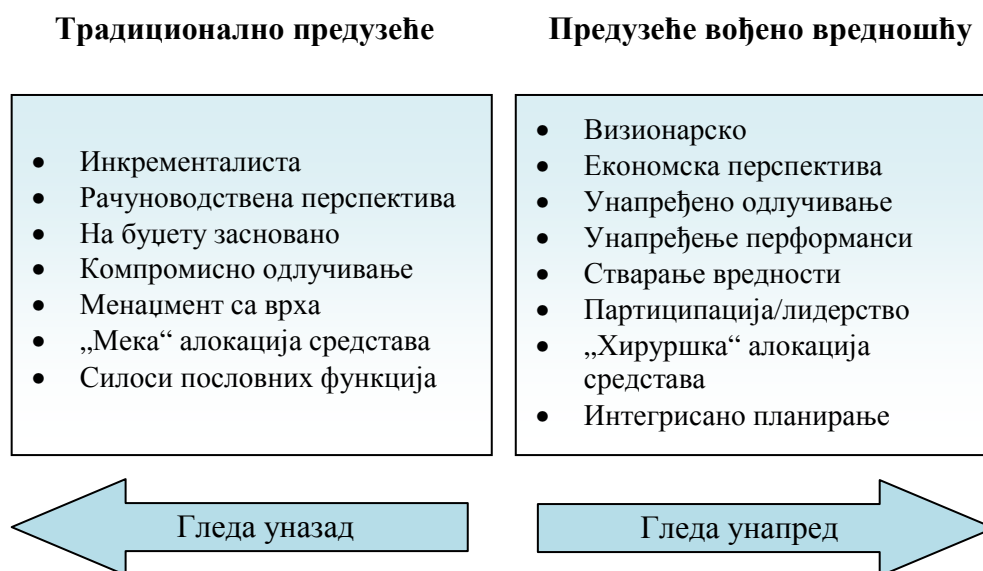 Традиционално предузеће
Предузеће вођено вредношћу
• Инкременталиста
• Рачуноводствена перспектива
• На буџету засновано
• Компромисно одлучивање
• Менаџмент са врха
• „Мека“ алокација средстава
• Силоси пословних функција
• Визионарско
• Економска перспектива
• Унапређено одлучивање
• Унапређење перформанси
• Стварање вредности
• Партиципација/лидерство
• „Хируршка“ алокација
средстава
• Интегрисано планирање
Гледа уназад
Гледа унапред